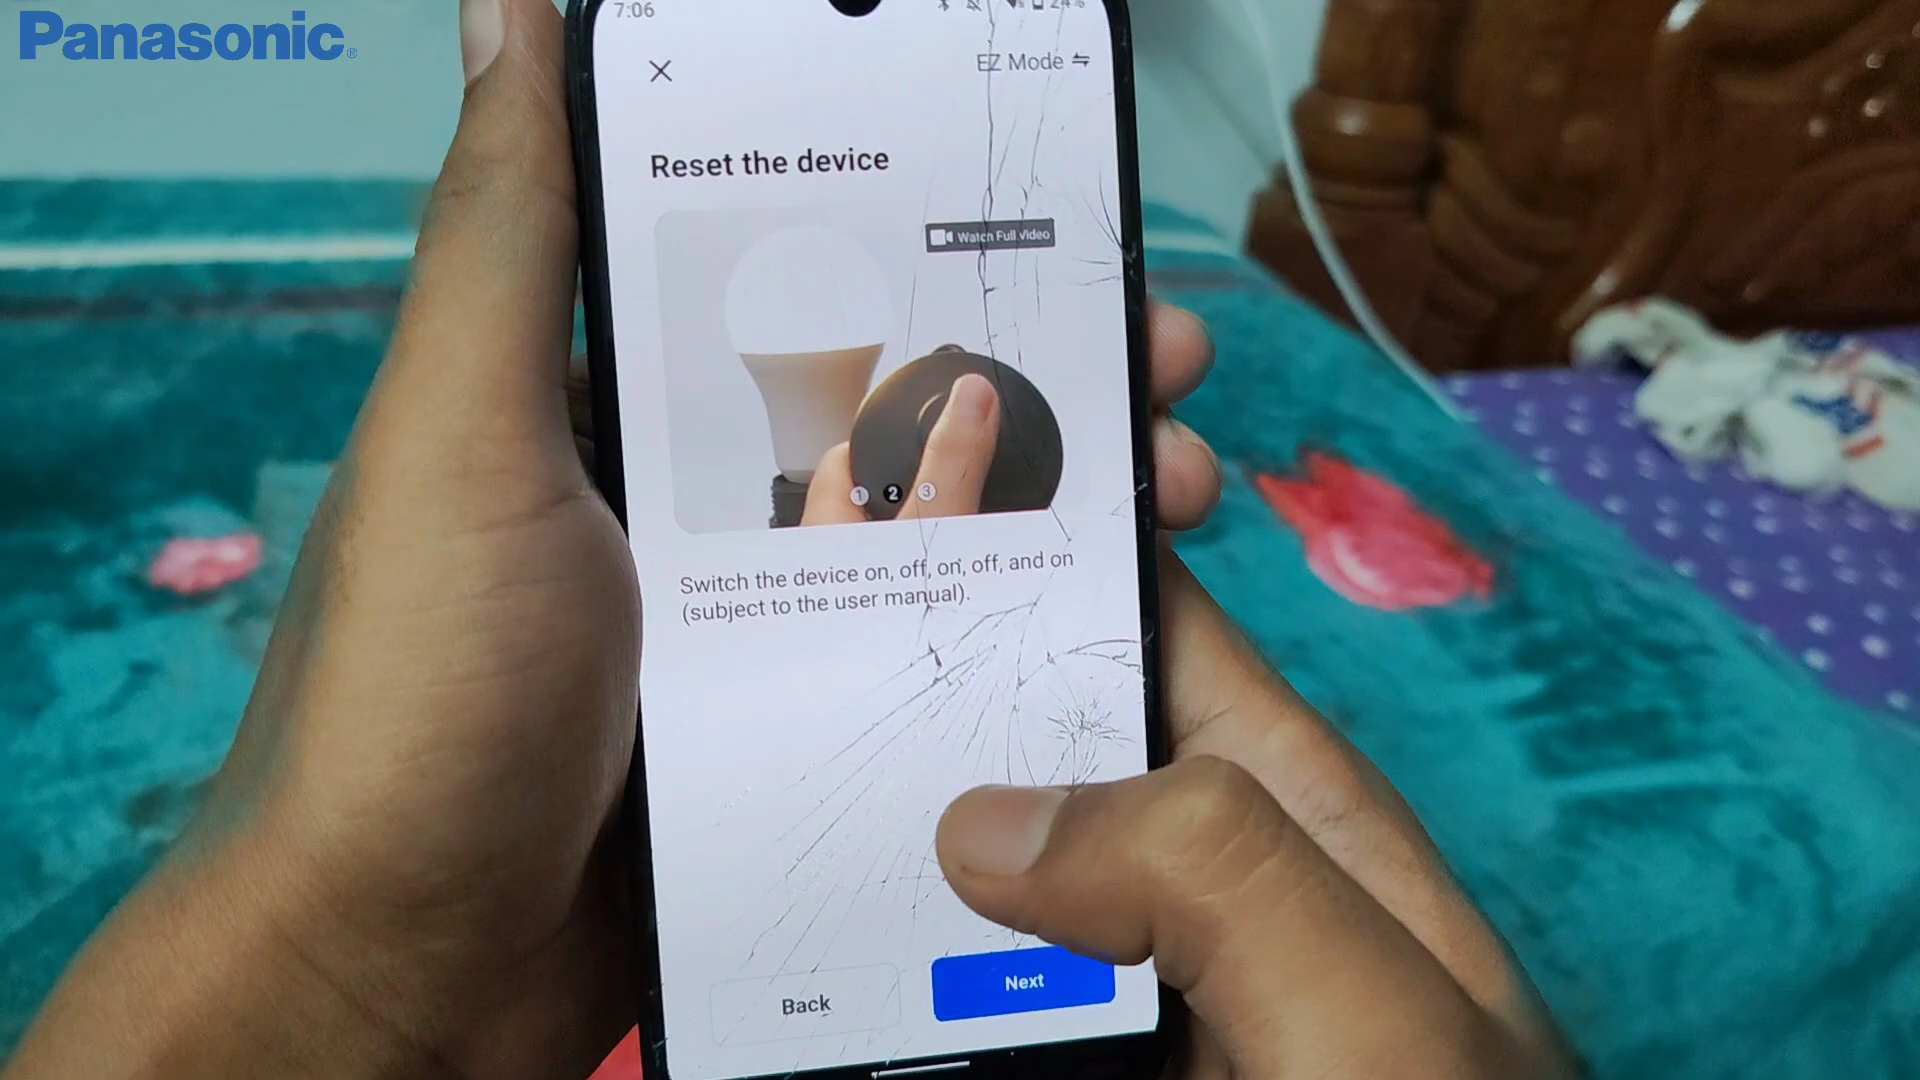 Panasonic®
7:06
24%
EZ Mode
Reset the device
Watch Full Video
1 2 3
Switch the device on, off, on, off, and on
(subject to the user manual).
Back
Next